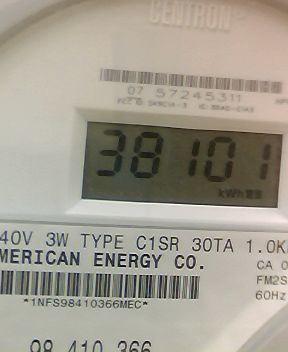 CENTRON
07 57245311
38101
kWh
40V 3W TYPE C1SR 30TA 1.0K
MERICAN ENERGY CO.
CA 0
FM2S
60Hz
*1NFS98410366MEC*
98 410 366